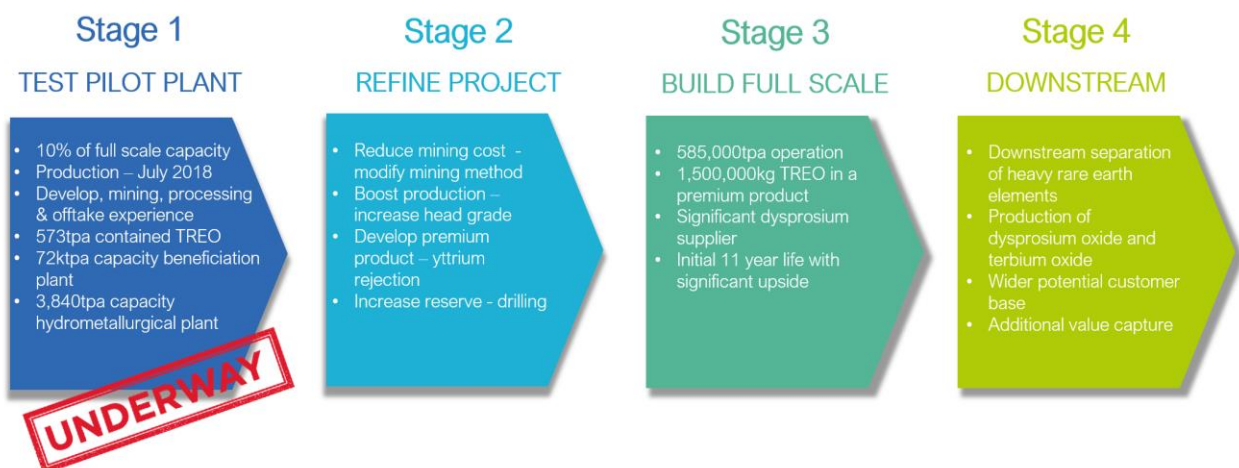 Stage 1
TEST PILOT PLANT
• 10% of full scale capacity
• Production – July 2018
• Develop, mining, processing
& offtake experience
• 573tpa contained TREO
• 72ktpa capacity beneficiation
plant
• 3,840tpa capacity
hydrometallurgical plant
UNDERWAY
Stage 2
REFINE PROJECT
• Reduce mining cost -
modify mining method
• Boost production –
increase head grade
• Develop premium
product – yttrium
rejection
• Increase reserve - drilling
Stage 3
BUILD FULL SCALE
• 585,000tpa operation
• 1,500,000kg TREO in a
premium product
• Significant dysprosium
supplier
• Initial 11 year life with
significant upside
Stage 4
DOWNSTREAM
• Downstream separation
of heavy rare earth
elements
• Production of
dysprosium oxide and
terbium oxide
• Wider potential customer
base
• Additional value capture